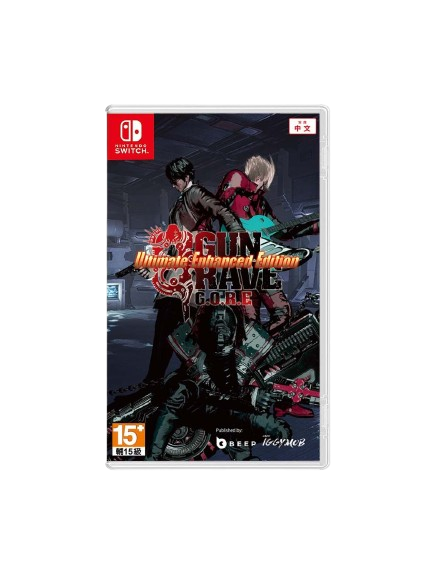 NINTENDO
SWITCH
中文
GUN
GRAVE
G.O.R.E
Ultimate Enhanced Edition
15+
輔15級
Published by:
BEEP IGGYMOB